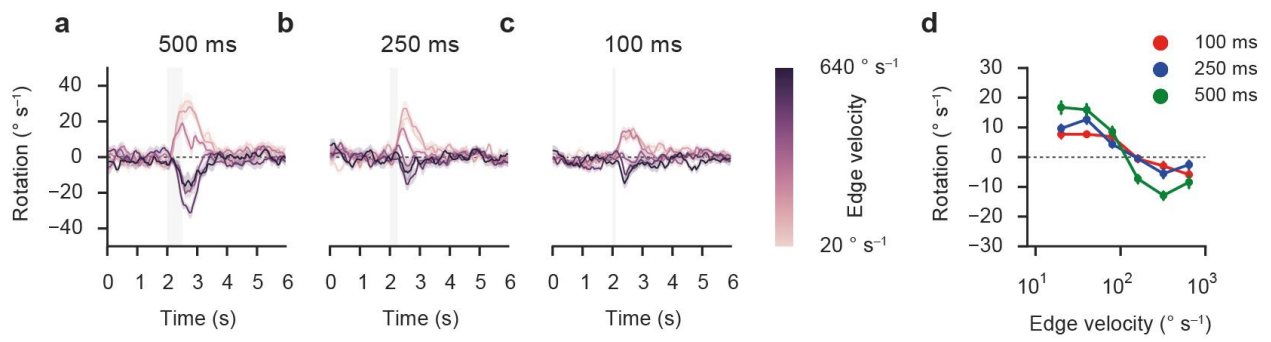 a
500 ms
Rotation (° s⁻¹)
40
20
0
−20
−40
0 1 2 3 4 5 6
Time (s)
b
250 ms
0 1 2 3 4 5 6
Time (s)
c
100 ms
0 1 2 3 4 5 6
Time (s)
640 ° s⁻¹
Edge velocity
20 ° s⁻¹
d
100 ms
250 ms
500 ms
Rotation (° s⁻¹)
30
20
10
0
−10
−20
−30
10¹ 10² 10³
Edge velocity (° s⁻¹)